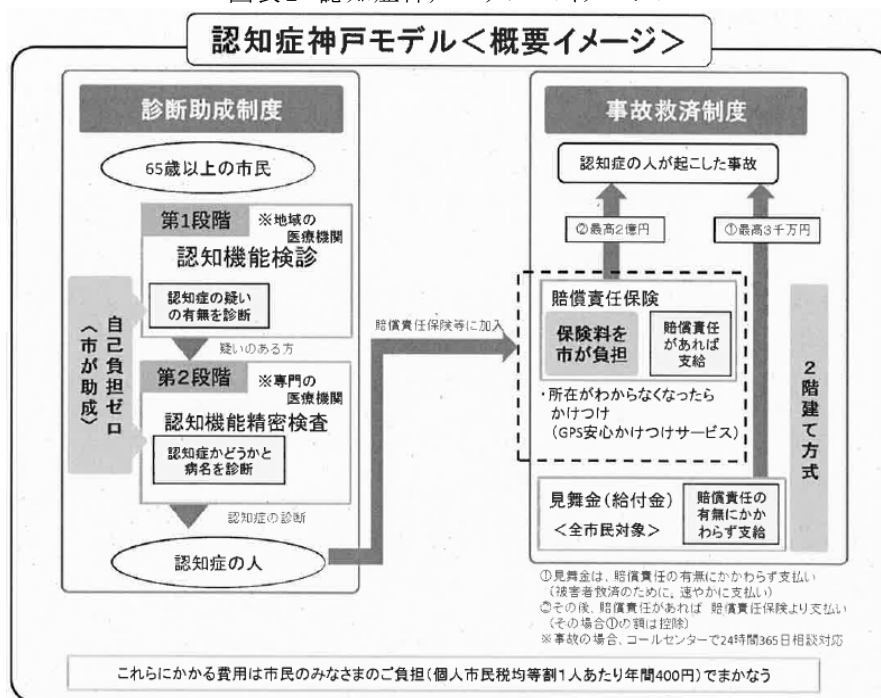 認知症神戸モデル＜概要イメージ＞
診断助成制度
65歳以上の市民
第1段階
※地域の
医療機関
認知機能検診
認知症の疑い
の有無を診断
疑いのある方
第2段階
※専門の
医療機関
認知機能精密検査
認知症かどうかと
病名を診断
認知症の診断
認知症の人
自己負担ゼロ
〈市が助成〉
賠償責任保険等に加入
事故救済制度
認知症の人が起こした事故
②最高2億円
①最高3千万円
賠償責任保険
保険料を
市が負担
賠償責任
があれば
支給
・所在がわからなくなったら
かけつけ
（GPS安心かけつけサービス）
見舞金（給付金）
＜全市民対象＞
賠償責任の
有無にかか
わらず支給
2階建て方式
①見舞金は、賠償責任の有無にかかわらず支払い
（被害者救済のために、速やかに支払い）
②その後、賠償責任があれば 賠償責任保険より支払い
（その場合①の額は控除）
※事故の場合、コールセンターで24時間365日相談対応
これらにかかる費用は市民のみなさまのご負担（個人市民税均等割1人あたり年間400円）でまかなう